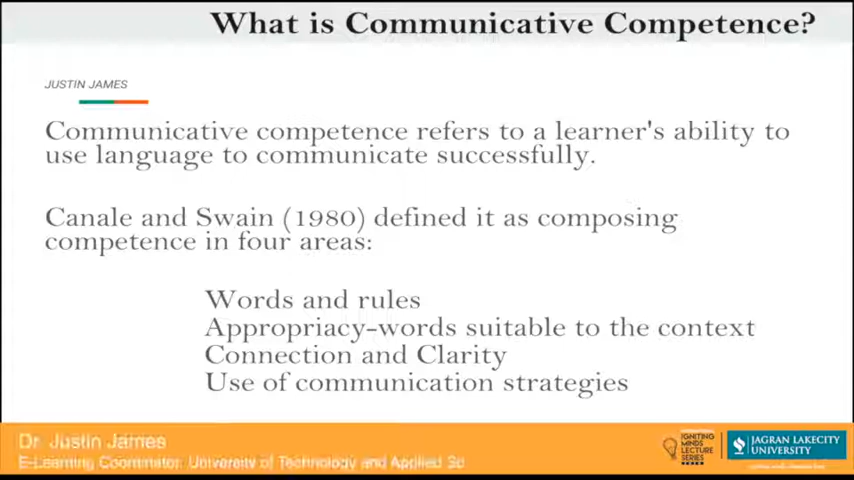 What is Communicative Competence?
JUSTIN JAMES
Communicative competence refers to a learner's ability to
use language to communicate successfully.
Canale and Swain (1980) defined it as composing
competence in four areas:
Words and rules
Appropriacy-words suitable to the context
Connection and Clarity
Use of communication strategies
Dr. Justin James
E-Learning Coordinator, University of Technology and Applied Sc
IGNITING
MINDS
LECTURE
SERIES
JAGRAN LAKECITY
UNIVERSITY